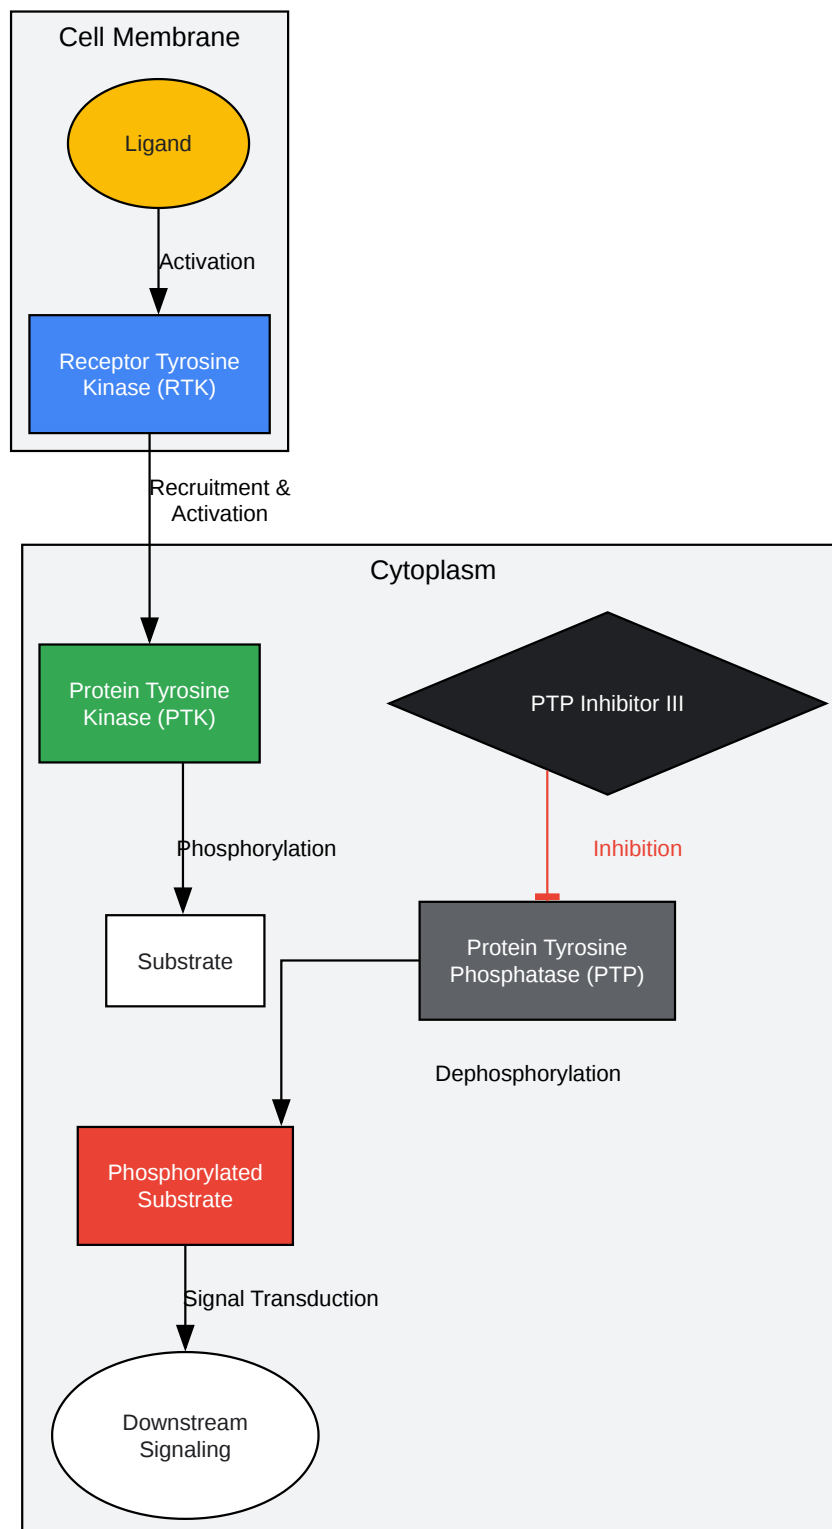 Cell Membrane
Ligand
Activation
Receptor Tyrosine
Kinase (RTK)
Recruitment &
Activation
Cytoplasm
Protein Tyrosine
Kinase (PTK)
PTP Inhibitor III
Phosphorylation
Inhibition
Substrate
Protein Tyrosine
Phosphatase (PTP)
Dephosphorylation
Phosphorylated
Substrate
Signal Transduction
Downstream
Signaling